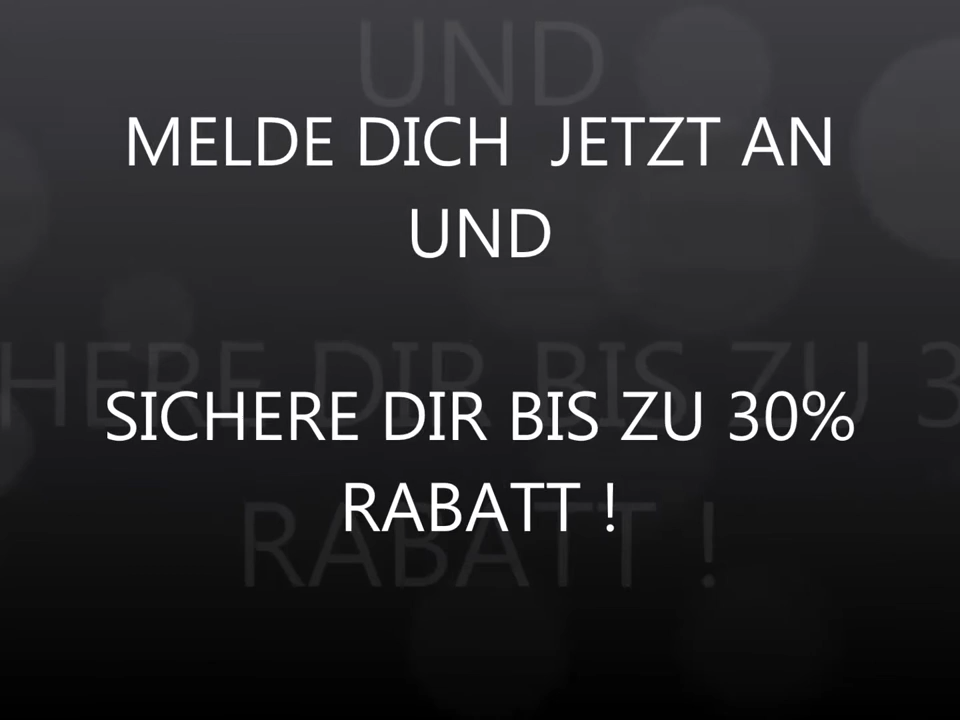 MELDE DICH  JETZT AN
UND
SICHERE DIR BIS ZU 30%
RABATT !